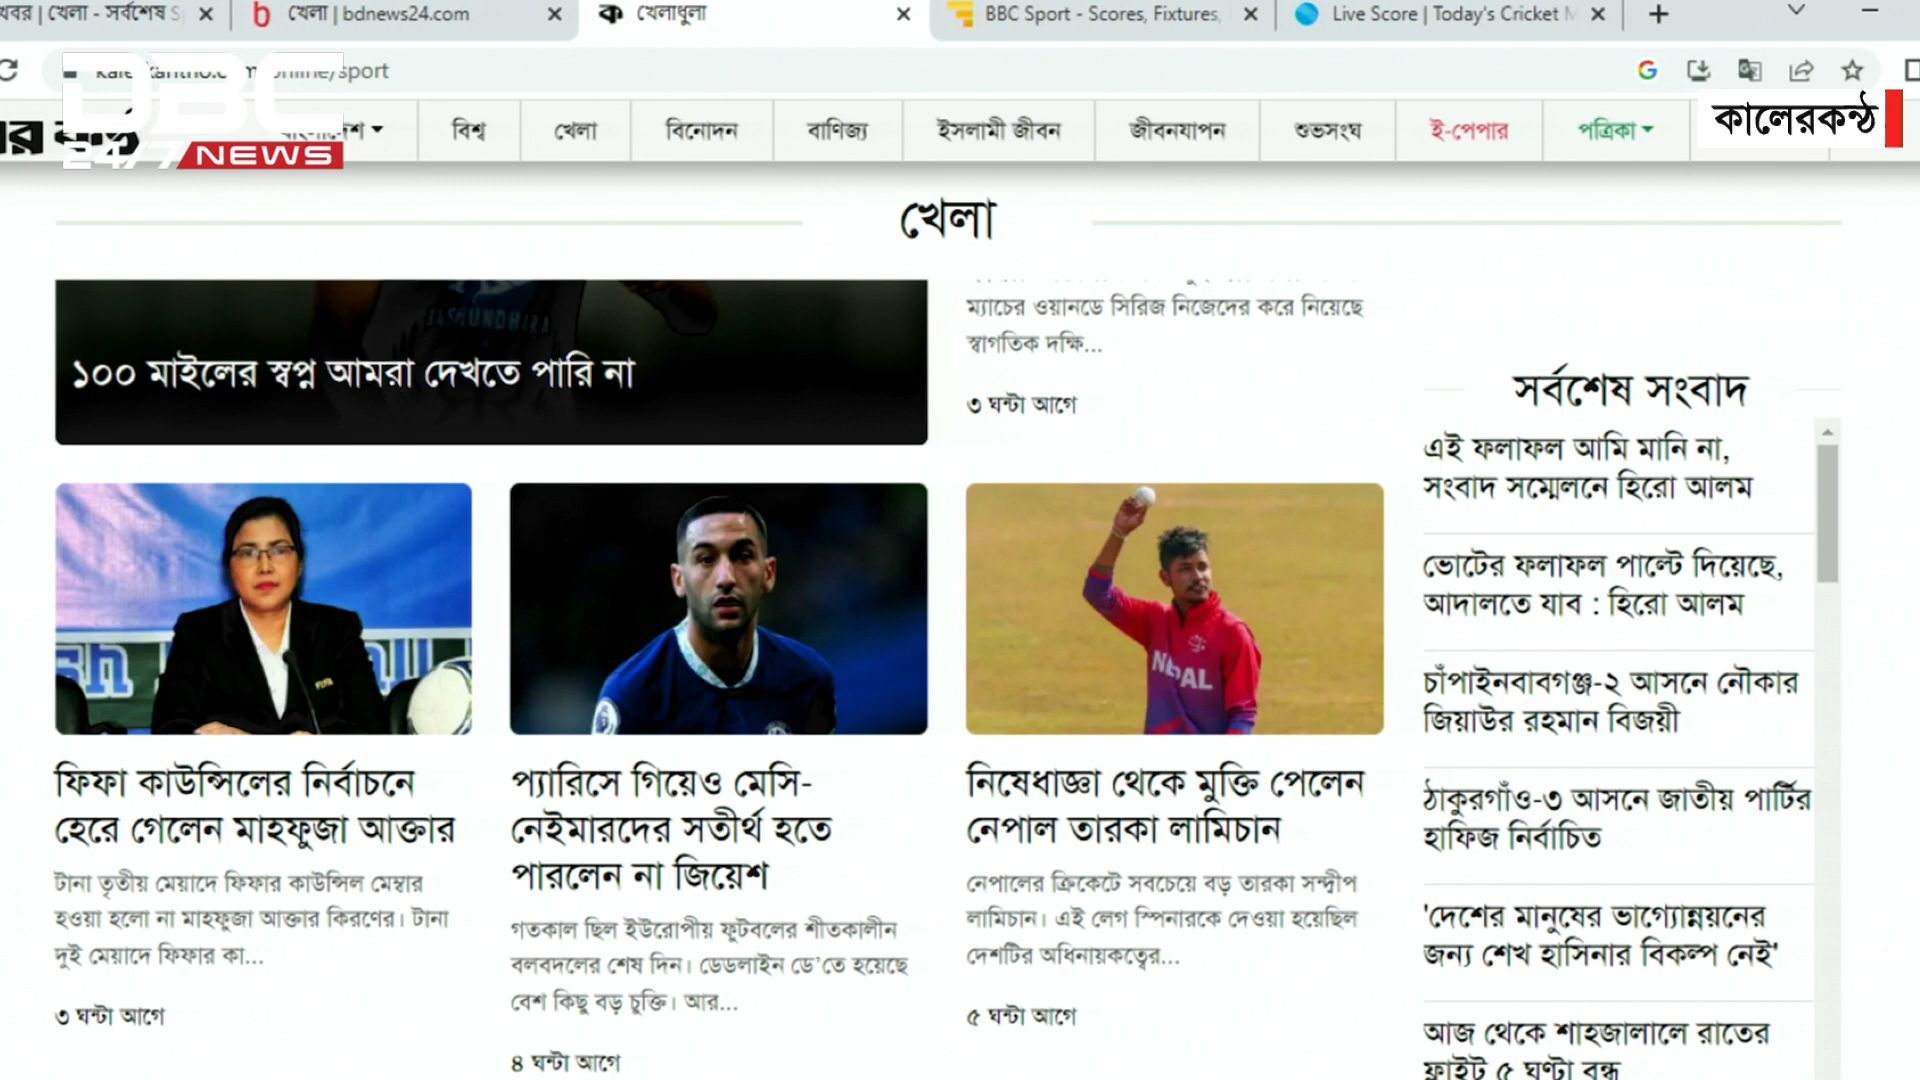 খেলা - সর্বশেষ
খেলা | bdnews24.com
খেলাধুলা
BBC Sport - Scores, Fixtures,
Live Score | Today's Cricket
DBC
24/7 NEWS
বিশ্ব
খেলা
বিনোদন
বাণিজ্য
ইসলামী জীবন
জীবনযাপন
শুভসংঘ
ই-পেপার
পত্রিকা
কালেরকন্ঠ
খেলা
BASHUNDHARA
১০০ মাইলের স্বপ্ন আমরা দেখতে পারি না
ম্যাচের ওয়ানডে সিরিজ নিজেদের করে নিয়েছে
স্বাগতিক দক্ষি...
৩ ঘন্টা আগে
NEPAL
ফিফা কাউন্সিলের নির্বাচনে
হেরে গেলেন মাহফুজা আক্তার
টানা তৃতীয় মেয়াদে ফিফার কাউন্সিল মেম্বার
হওয়া হলো না মাহফুজা আক্তার কিরণের। টানা
দুই মেয়াদে ফিফার কা...
৩ ঘন্টা আগে
প্যারিসে গিয়েও মেসি-
নেইমারদের সতীর্থ হতে
পারলেন না জিয়েশ
গতকাল ছিল ইউরোপীয় ফুটবলের শীতকালীন
বলবদলের শেষ দিন। ডেডলাইন ডে’তে হয়েছে
বেশ কিছু বড় চুক্তি। আর...
৪ ঘন্টা আগে
নিষেধাজ্ঞা থেকে মুক্তি পেলেন
নেপাল তারকা লামিচান
নেপালের ক্রিকেটে সবচেয়ে বড় তারকা সন্দ্বীপ
লামিচান। এই লেগ স্পিনারকে দেওয়া হয়েছিল
দেশটির অধিনায়কত্বের...
৫ ঘন্টা আগে
সর্বশেষ সংবাদ
এই ফলাফল আমি মানি না,
সংবাদ সম্মেলনে হিরো আলম
ভোটের ফলাফল পাল্টে দিয়েছে,
আদালতে যাব : হিরো আলম
চাঁপাইনবাবগঞ্জ-২ আসনে নৌকার
জিয়াউর রহমান বিজয়ী
ঠাকুরগাঁও-৩ আসনে জাতীয় পার্টির
হাফিজ নির্বাচিত
'দেশের মানুষের ভাগ্যোন্নয়নের
জন্য শেখ হাসিনার বিকল্প নেই'
আজ থেকে শাহজালালে রাতের
ফ্লাইট ৫ ঘণ্টা বন্ধ